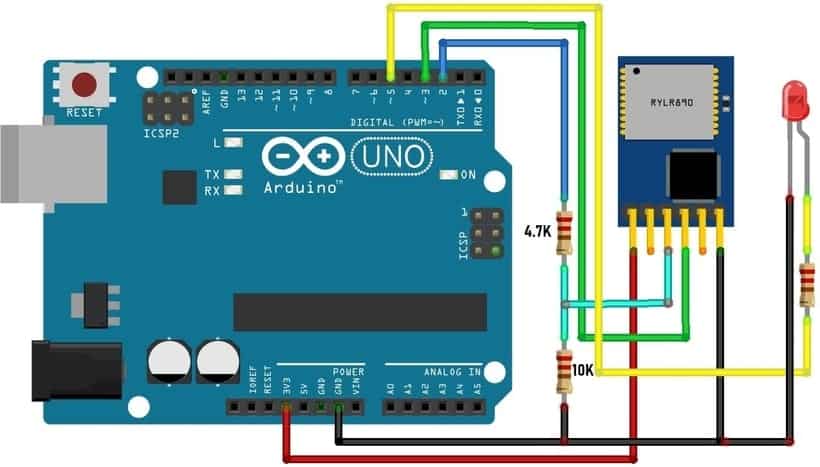 RESET
ICSP2
AREF
GND
13
12
~11
~10
~9
8
7
~6
~5
4
~3
~2
TXD▶1
RXD◀0
DIGITAL (PWM=~)
L
TX
RX
Arduino™
UNO
ON
1
ICSP
RYLR890
4.7K
10K
POWER
ANALOG IN
IOREF
RESET
3V3
5V
GND
GND
VIN
A0
A1
A2
A3
A4
A5